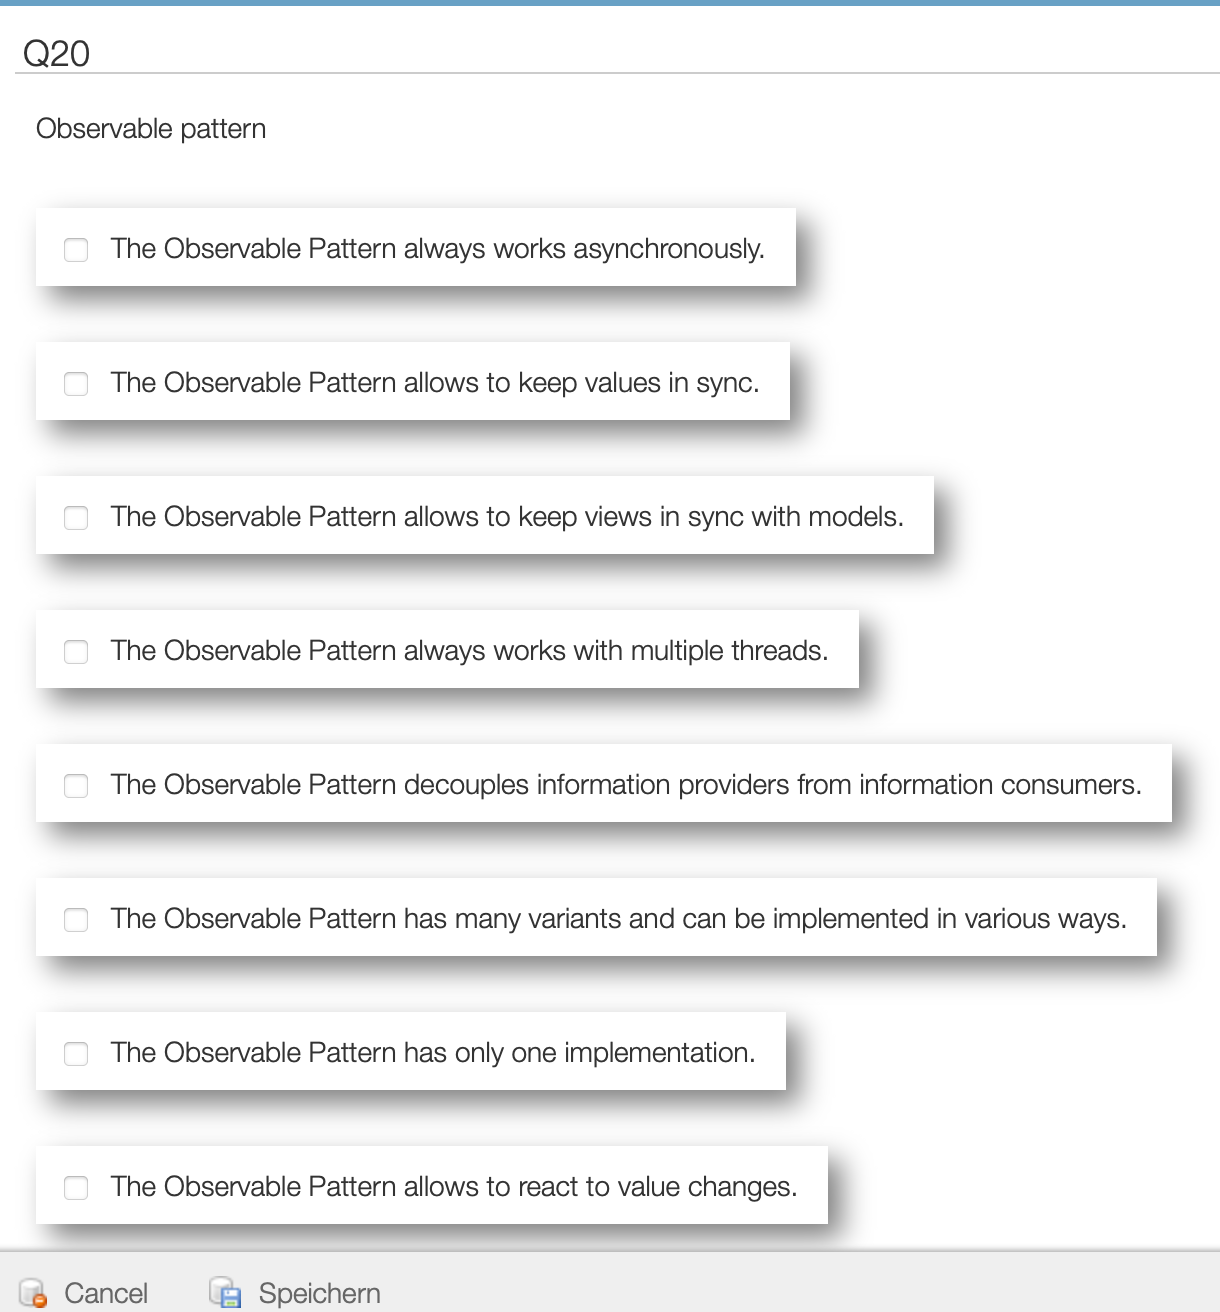 Q20
Observable pattern
The Observable Pattern always works asynchronously.
The Observable Pattern allows to keep values in sync.
The Observable Pattern allows to keep views in sync with models.
The Observable Pattern always works with multiple threads.
The Observable Pattern decouples information providers from information consumers.
The Observable Pattern has many variants and can be implemented in various ways.
The Observable Pattern has only one implementation.
The Observable Pattern allows to react to value changes.
Cancel Speichern